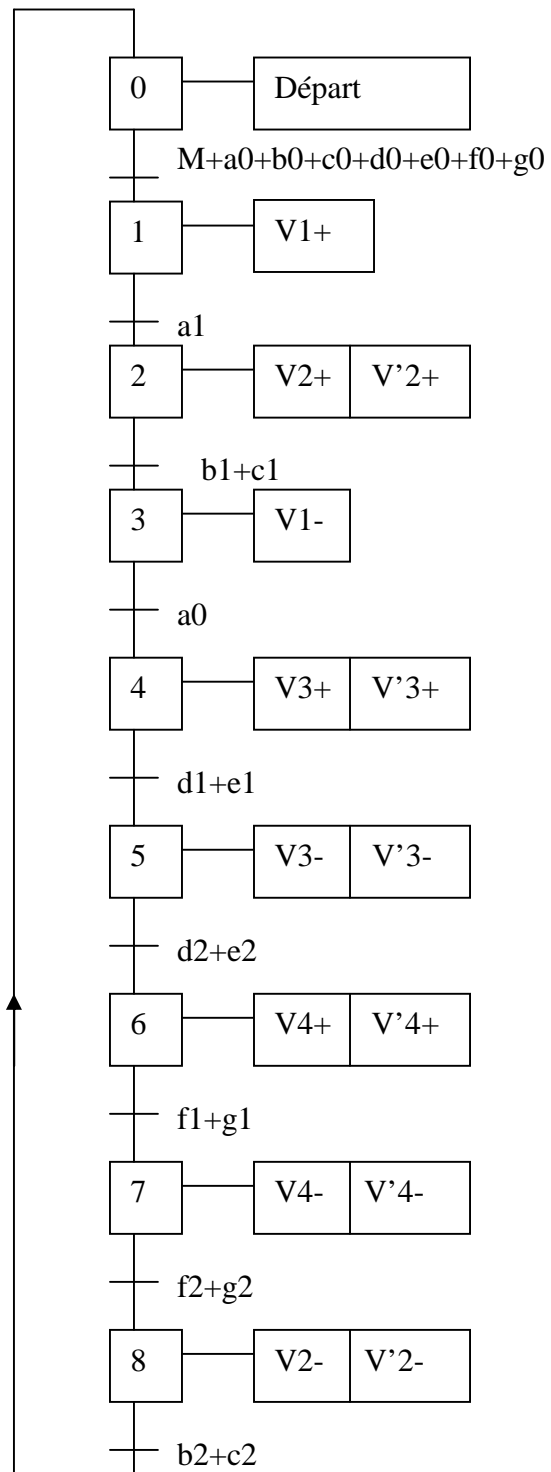 0 Départ
M+a0+b0+c0+d0+e0+f0+g0
1 V1+
a1
2 V2+ V’2+
b1+c1
3 V1-
a0
4 V3+ V’3+
d1+e1
5 V3- V’3-
d2+e2
6 V4+ V’4+
f1+g1
7 V4- V’4-
f2+g2
8 V2- V’2-
b2+c2